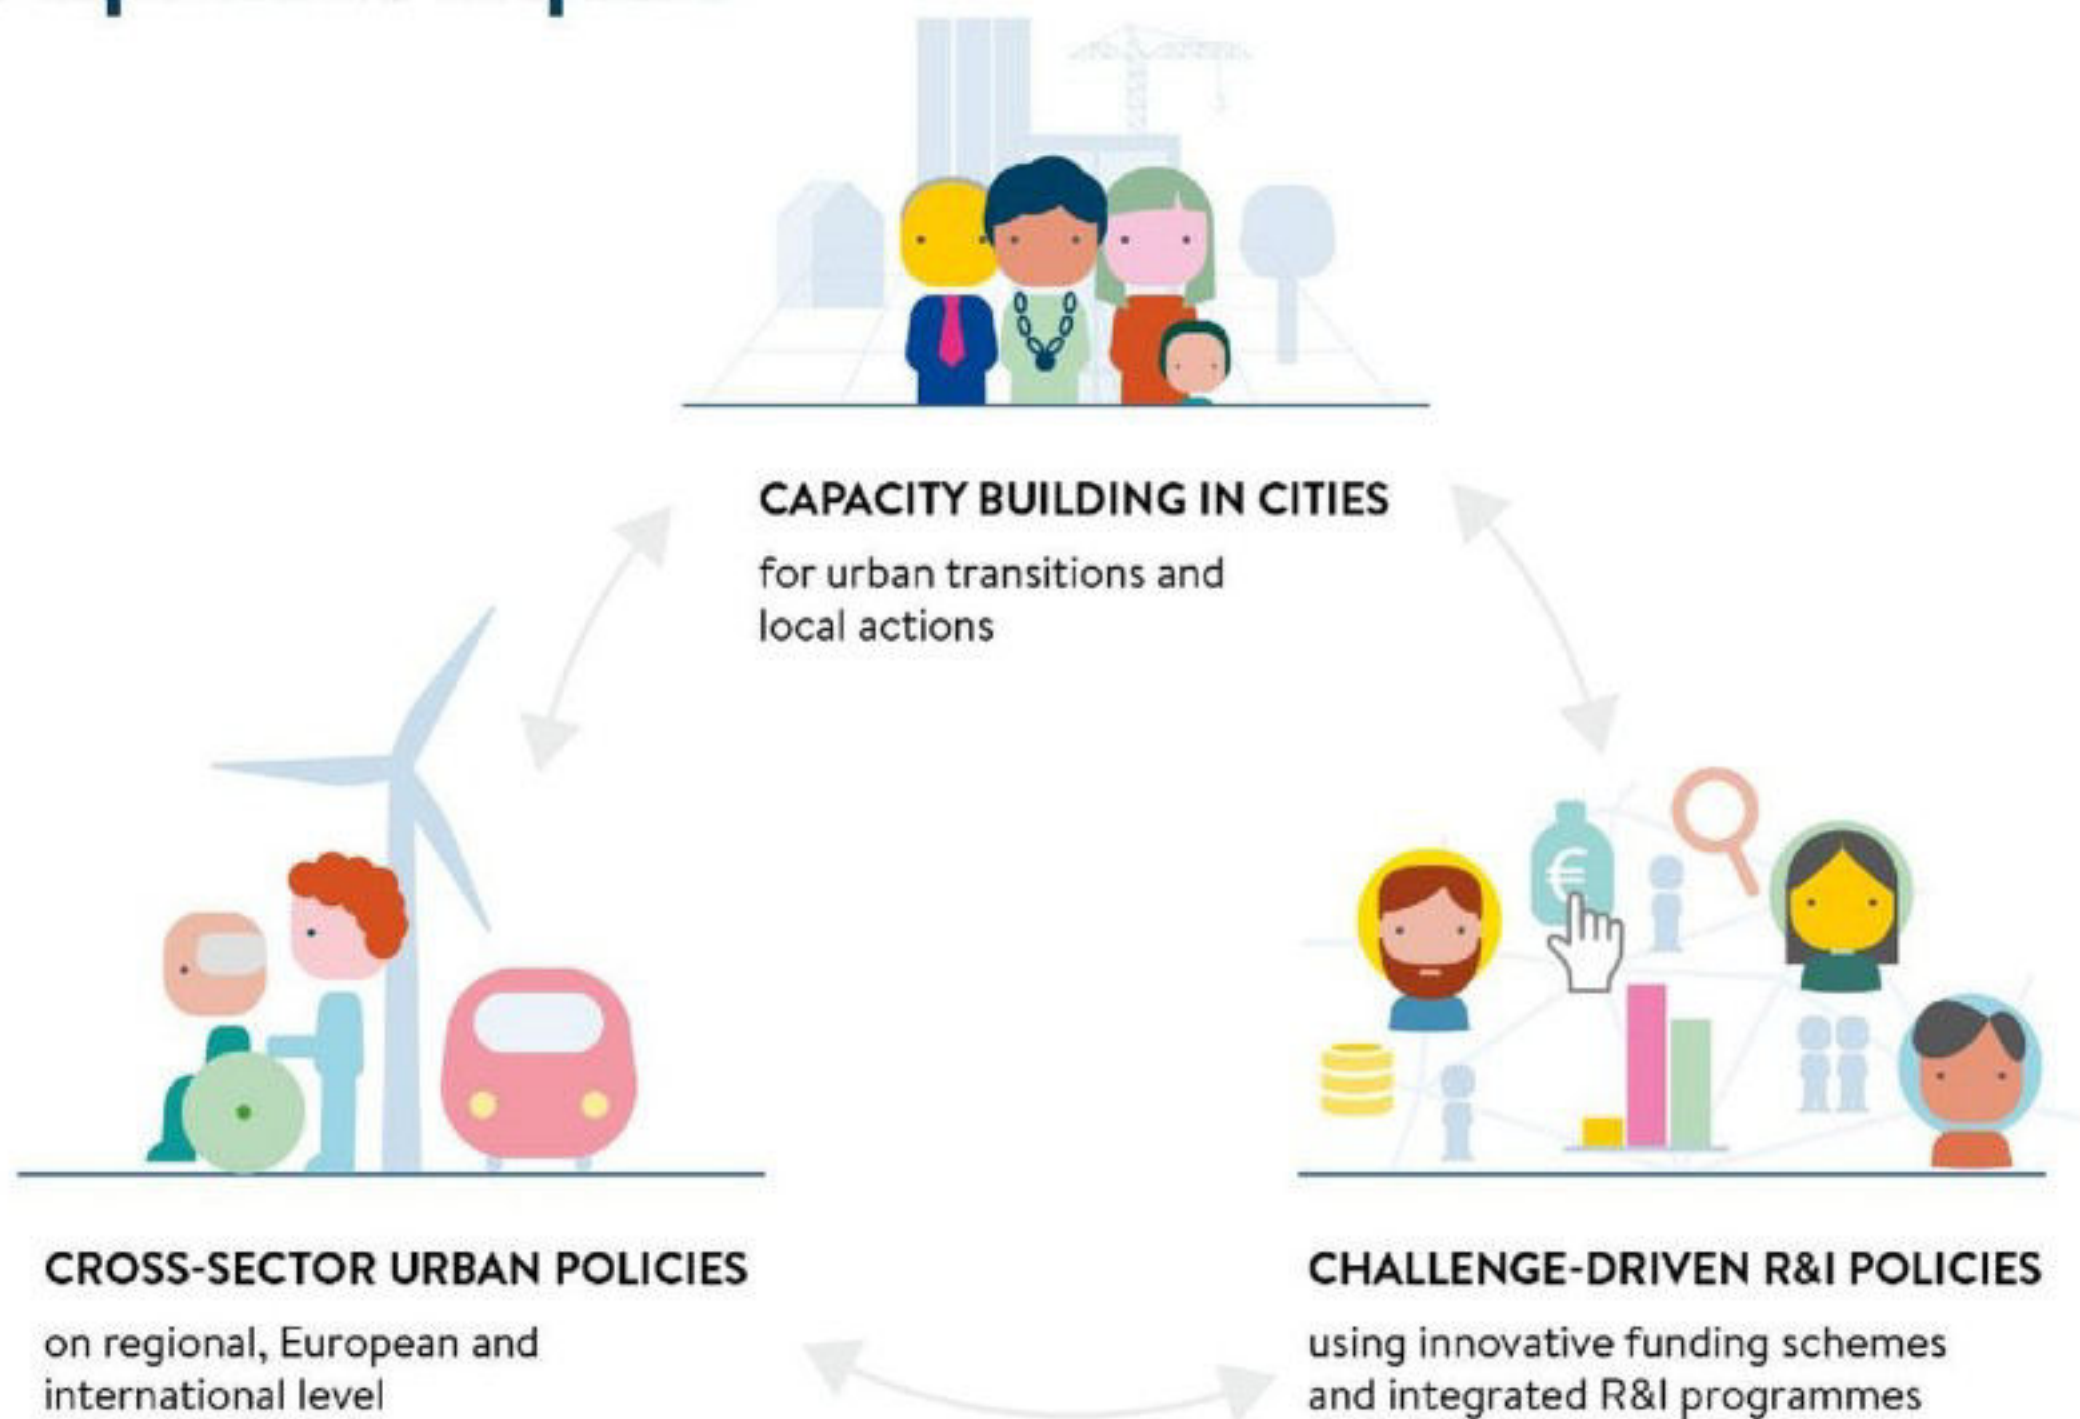 CAPACITY BUILDING IN CITIES
for urban transitions and
local actions
€
CROSS-SECTOR URBAN POLICIES
on regional, European and
international level
CHALLENGE-DRIVEN R&I POLICIES
using innovative funding schemes
and integrated R&I programmes